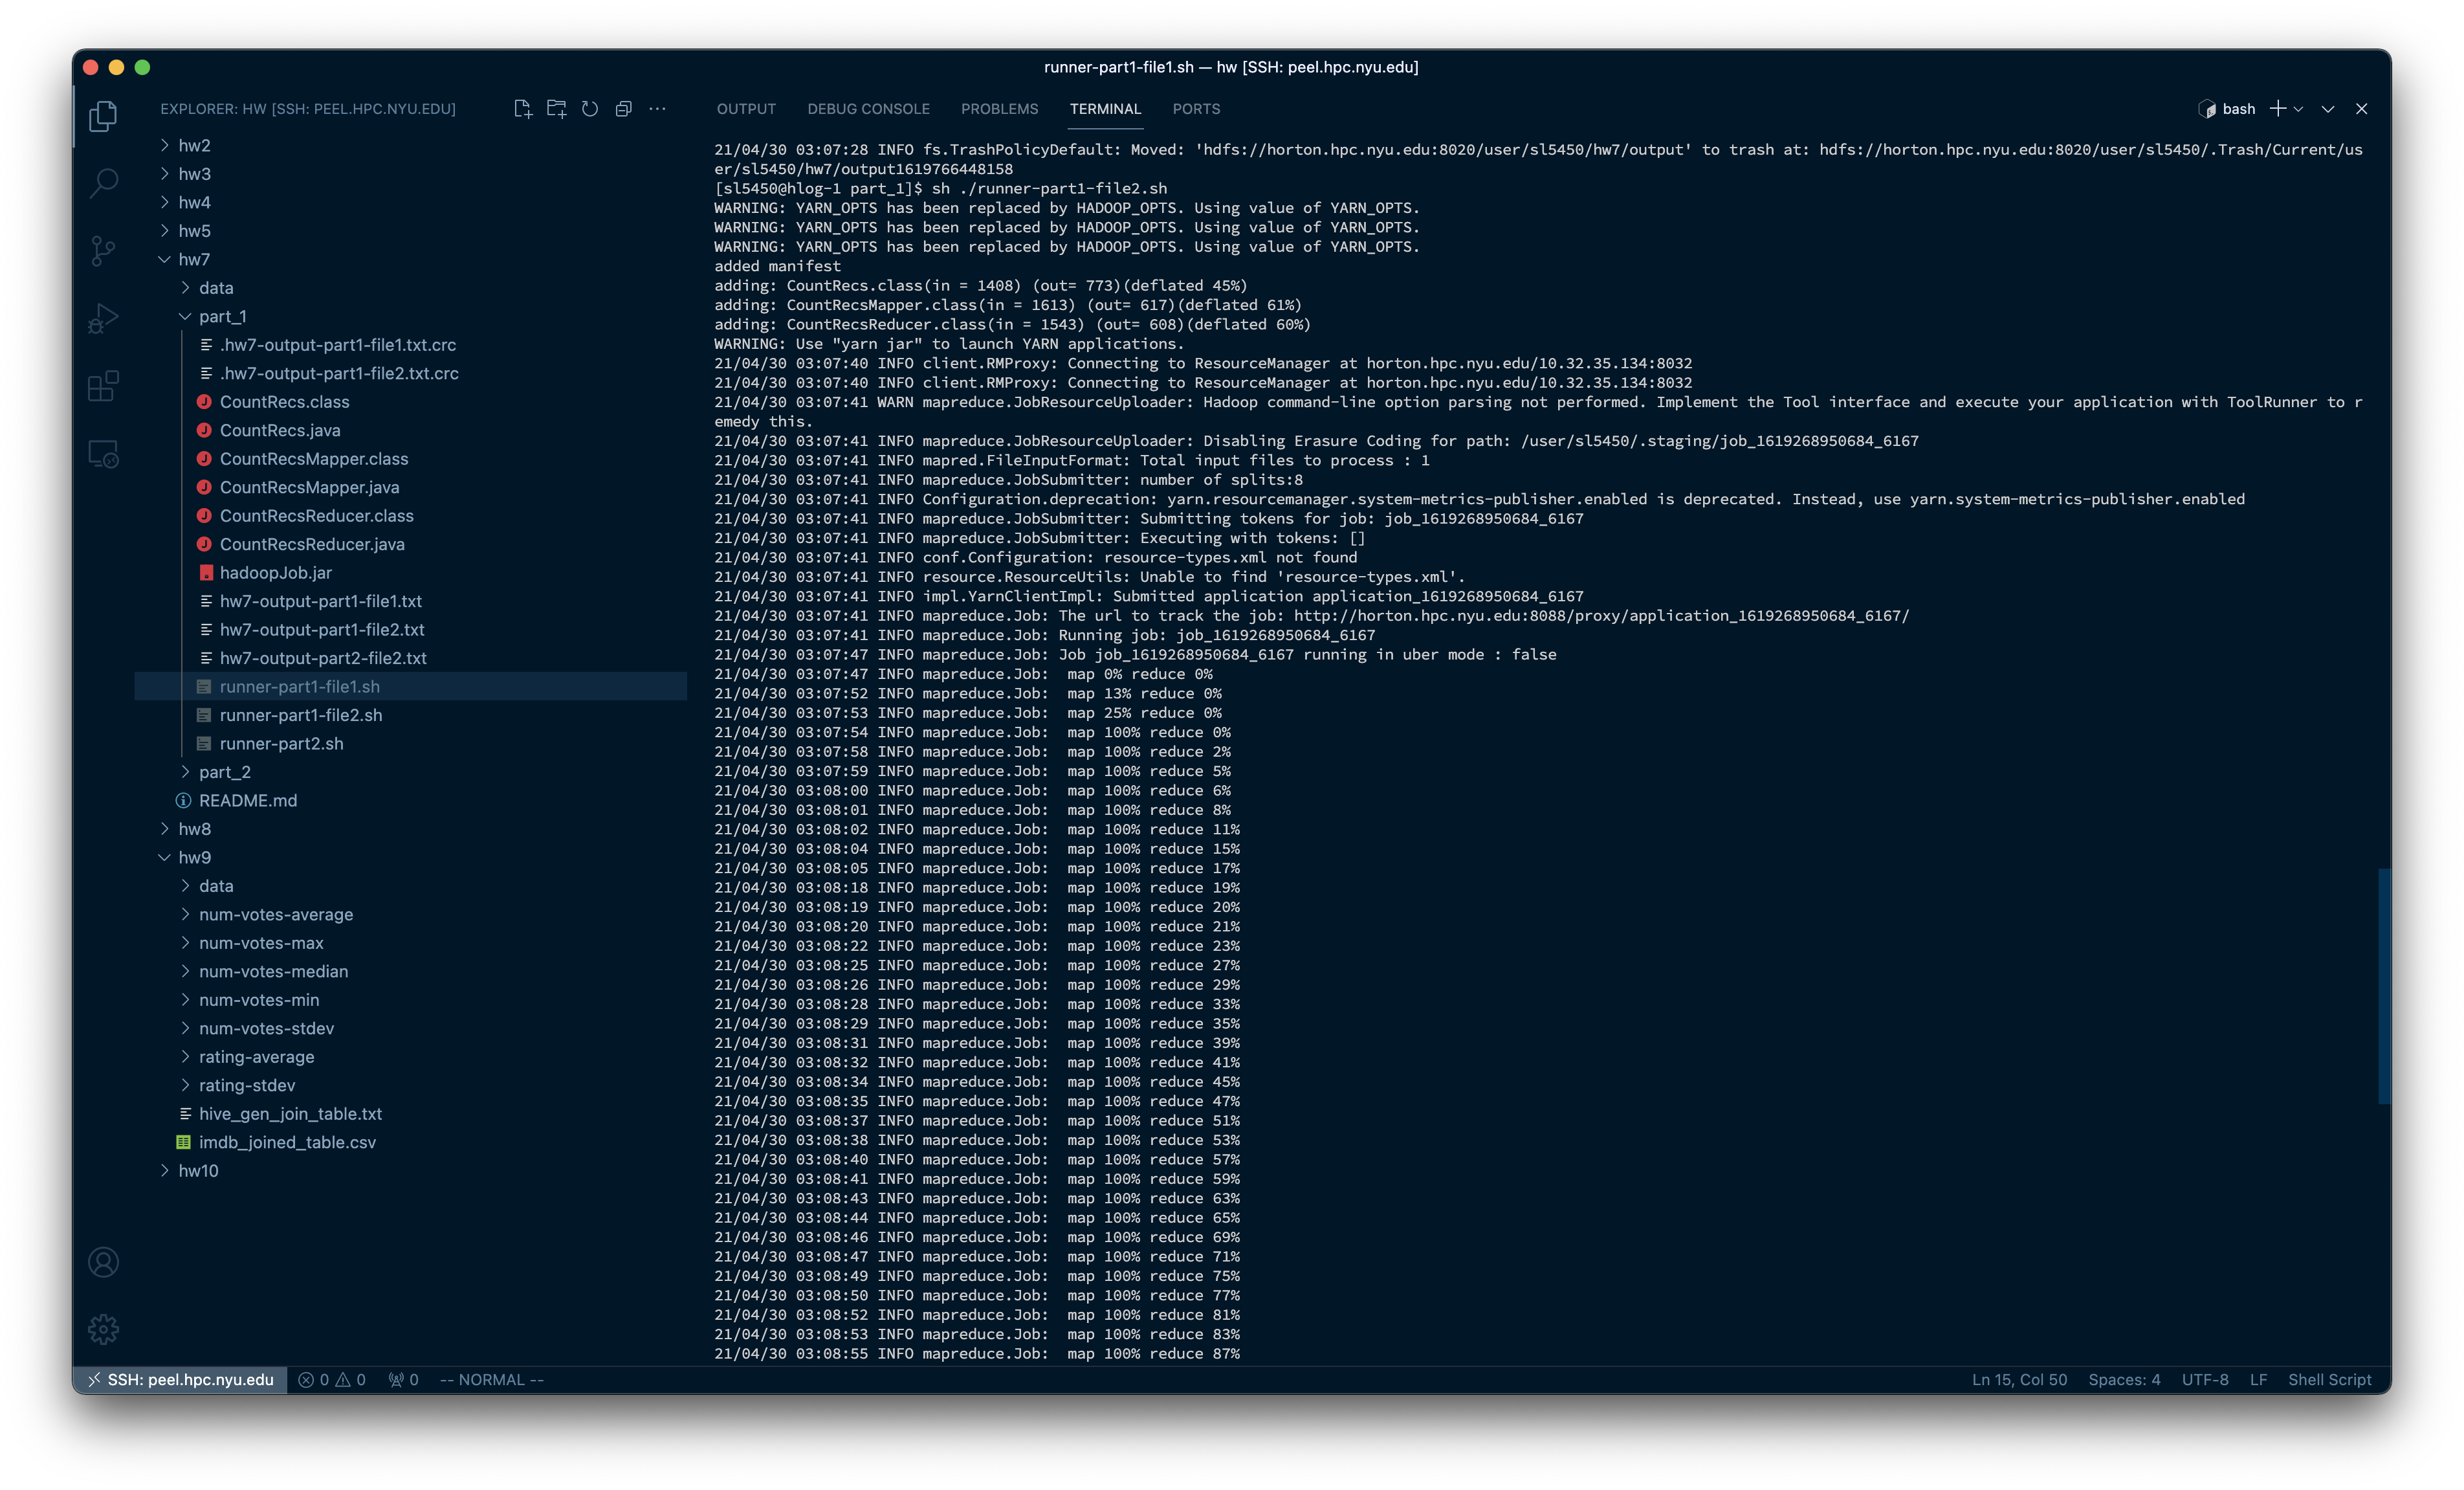 runner-part1-file1.sh — hw [SSH: peel.hpc.nyu.edu]
EXPLORER: HW [SSH: PEEL.HPC.NYU.EDU]
hw2
hw3
hw4
hw5
hw7
data
part_1
.hw7-output-part1-file1.txt.crc
.hw7-output-part1-file2.txt.crc
CountRecs.class
CountRecs.java
CountRecsMapper.class
CountRecsMapper.java
CountRecsReducer.class
CountRecsReducer.java
hadoopJob.jar
hw7-output-part1-file1.txt
hw7-output-part1-file2.txt
hw7-output-part2-file2.txt
runner-part1-file1.sh
runner-part1-file2.sh
runner-part2.sh
part_2
README.md
hw8
hw9
data
num-votes-average
num-votes-max
num-votes-median
num-votes-min
num-votes-stdev
rating-average
rating-stdev
hive_gen_join_table.txt
imdb_joined_table.csv
hw10
OUTPUT DEBUG CONSOLE PROBLEMS TERMINAL PORTS
bash
21/04/30 03:07:28 INFO fs.TrashPolicyDefault: Moved: 'hdfs://horton.hpc.nyu.edu:8020/user/sl5450/hw7/output' to trash at: hdfs://horton.hpc.nyu.edu:8020/user/sl5450/.Trash/Current/us
er/sl5450/hw7/output1619766448158
[sl5450@hlog-1 part_1]$ sh ./runner-part1-file2.sh
WARNING: YARN_OPTS has been replaced by HADOOP_OPTS. Using value of YARN_OPTS.
WARNING: YARN_OPTS has been replaced by HADOOP_OPTS. Using value of YARN_OPTS.
WARNING: YARN_OPTS has been replaced by HADOOP_OPTS. Using value of YARN_OPTS.
added manifest
adding: CountRecs.class(in = 1408) (out= 773)(deflated 45%)
adding: CountRecsMapper.class(in = 1613) (out= 617)(deflated 61%)
adding: CountRecsReducer.class(in = 1543) (out= 608)(deflated 60%)
WARNING: Use "yarn jar" to launch YARN applications.
21/04/30 03:07:40 INFO client.RMProxy: Connecting to ResourceManager at horton.hpc.nyu.edu/10.32.35.134:8032
21/04/30 03:07:40 INFO client.RMProxy: Connecting to ResourceManager at horton.hpc.nyu.edu/10.32.35.134:8032
21/04/30 03:07:41 WARN mapreduce.JobResourceUploader: Hadoop command-line option parsing not performed. Implement the Tool interface and execute your application with ToolRunner to r
emedy this.
21/04/30 03:07:41 INFO mapreduce.JobResourceUploader: Disabling Erasure Coding for path: /user/sl5450/.staging/job_1619268950684_6167
21/04/30 03:07:41 INFO mapred.FileInputFormat: Total input files to process : 1
21/04/30 03:07:41 INFO mapreduce.JobSubmitter: number of splits:8
21/04/30 03:07:41 INFO Configuration.deprecation: yarn.resourcemanager.system-metrics-publisher.enabled is deprecated. Instead, use yarn.system-metrics-publisher.enabled
21/04/30 03:07:41 INFO mapreduce.JobSubmitter: Submitting tokens for job: job_1619268950684_6167
21/04/30 03:07:41 INFO mapreduce.JobSubmitter: Executing with tokens: []
21/04/30 03:07:41 INFO conf.Configuration: resource-types.xml not found
21/04/30 03:07:41 INFO resource.ResourceUtils: Unable to find 'resource-types.xml'.
21/04/30 03:07:41 INFO impl.YarnClientImpl: Submitted application application_1619268950684_6167
21/04/30 03:07:41 INFO mapreduce.Job: The url to track the job: http://horton.hpc.nyu.edu:8088/proxy/application_1619268950684_6167/
21/04/30 03:07:41 INFO mapreduce.Job: Running job: job_1619268950684_6167
21/04/30 03:07:47 INFO mapreduce.Job: Job job_1619268950684_6167 running in uber mode : false
21/04/30 03:07:47 INFO mapreduce.Job:  map 0% reduce 0%
21/04/30 03:07:52 INFO mapreduce.Job:  map 13% reduce 0%
21/04/30 03:07:53 INFO mapreduce.Job:  map 25% reduce 0%
21/04/30 03:07:54 INFO mapreduce.Job:  map 100% reduce 0%
21/04/30 03:07:58 INFO mapreduce.Job:  map 100% reduce 2%
21/04/30 03:07:59 INFO mapreduce.Job:  map 100% reduce 5%
21/04/30 03:08:00 INFO mapreduce.Job:  map 100% reduce 6%
21/04/30 03:08:01 INFO mapreduce.Job:  map 100% reduce 8%
21/04/30 03:08:02 INFO mapreduce.Job:  map 100% reduce 11%
21/04/30 03:08:04 INFO mapreduce.Job:  map 100% reduce 15%
21/04/30 03:08:05 INFO mapreduce.Job:  map 100% reduce 17%
21/04/30 03:08:18 INFO mapreduce.Job:  map 100% reduce 19%
21/04/30 03:08:19 INFO mapreduce.Job:  map 100% reduce 20%
21/04/30 03:08:20 INFO mapreduce.Job:  map 100% reduce 21%
21/04/30 03:08:22 INFO mapreduce.Job:  map 100% reduce 23%
21/04/30 03:08:25 INFO mapreduce.Job:  map 100% reduce 27%
21/04/30 03:08:26 INFO mapreduce.Job:  map 100% reduce 29%
21/04/30 03:08:28 INFO mapreduce.Job:  map 100% reduce 33%
21/04/30 03:08:29 INFO mapreduce.Job:  map 100% reduce 35%
21/04/30 03:08:31 INFO mapreduce.Job:  map 100% reduce 39%
21/04/30 03:08:32 INFO mapreduce.Job:  map 100% reduce 41%
21/04/30 03:08:34 INFO mapreduce.Job:  map 100% reduce 45%
21/04/30 03:08:35 INFO mapreduce.Job:  map 100% reduce 47%
21/04/30 03:08:37 INFO mapreduce.Job:  map 100% reduce 51%
21/04/30 03:08:38 INFO mapreduce.Job:  map 100% reduce 53%
21/04/30 03:08:40 INFO mapreduce.Job:  map 100% reduce 57%
21/04/30 03:08:41 INFO mapreduce.Job:  map 100% reduce 59%
21/04/30 03:08:43 INFO mapreduce.Job:  map 100% reduce 63%
21/04/30 03:08:44 INFO mapreduce.Job:  map 100% reduce 65%
21/04/30 03:08:46 INFO mapreduce.Job:  map 100% reduce 69%
21/04/30 03:08:47 INFO mapreduce.Job:  map 100% reduce 71%
21/04/30 03:08:49 INFO mapreduce.Job:  map 100% reduce 75%
21/04/30 03:08:50 INFO mapreduce.Job:  map 100% reduce 77%
21/04/30 03:08:52 INFO mapreduce.Job:  map 100% reduce 81%
21/04/30 03:08:53 INFO mapreduce.Job:  map 100% reduce 83%
21/04/30 03:08:55 INFO mapreduce.Job:  map 100% reduce 87%
SSH: peel.hpc.nyu.edu 0 0 0 -- NORMAL -- Ln 15, Col 50 Spaces: 4 UTF-8 LF Shell Script